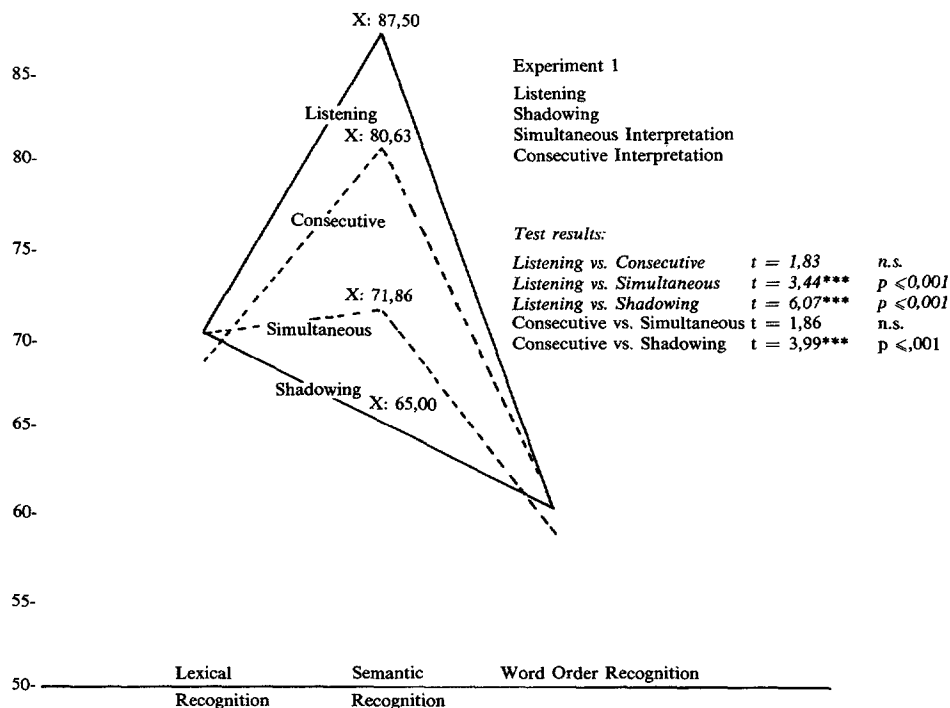 X: 87,50
85-
Experiment 1
Listening
Listening
Shadowing
X: 80,63
Simultaneous Interpretation
80-
Consecutive Interpretation
Consecutive
Test results:
75-
Listening vs. Consecutive t = 1,83 n.s.
X: 71,86
Listening vs. Simultaneous t = 3,44*** p ⩽0,001
Listening vs. Shadowing t = 6,07*** p ⩽0,001
Simultaneous
Consecutive vs. Simultaneous t = 1,86 n.s.
70-
Consecutive vs. Shadowing t = 3,99*** p ⩽,001
Shadowing
X: 65,00
65-
60-
55-
50-
Lexical Recognition
Semantic Recognition
Word Order Recognition